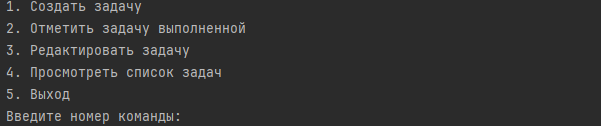 1. Создать задачу
2. Отметить задачу выполненной
3. Редактировать задачу
4. Просмотреть список задач
5. Выход
Введите номер команды: